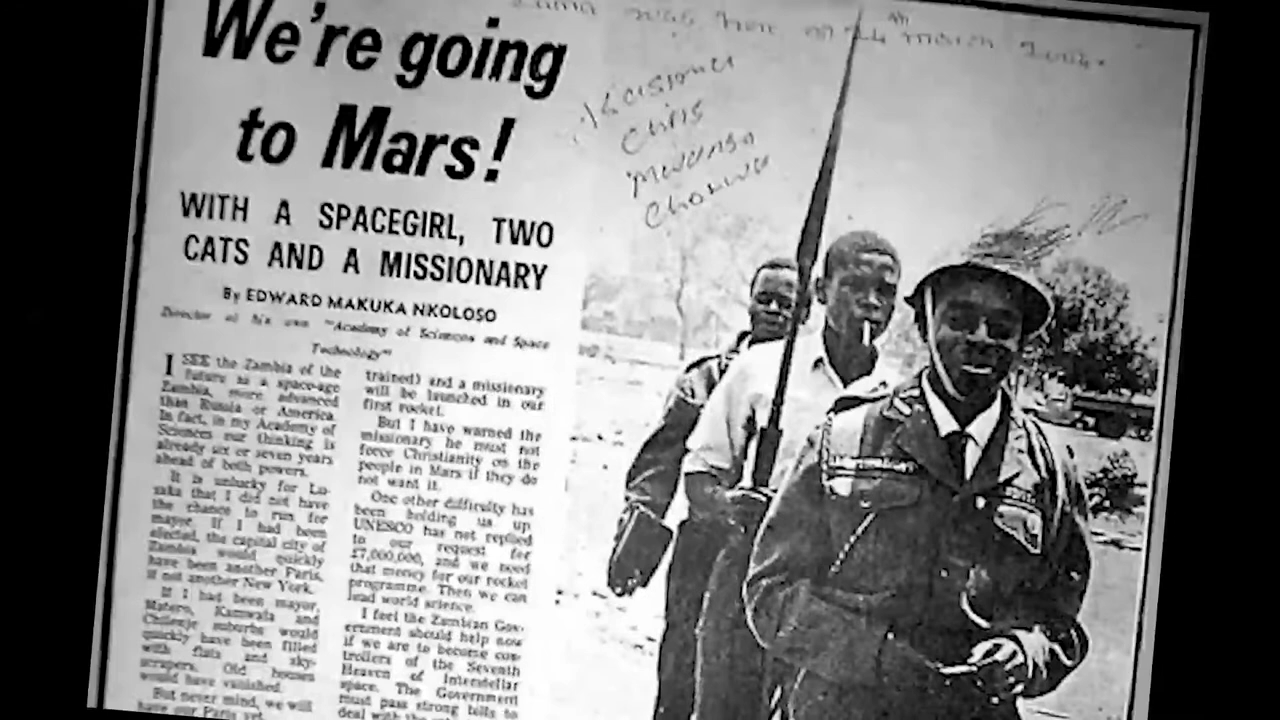 We're going
to Mars!
WITH A SPACEGIRL, TWO
CATS AND A MISSIONARY
By EDWARD MAKUKA NKOLOSO
Director of his own "Academy of Sciences and Space
Technology"
I SEE the Zambia of the
future as a space-age
Zambia, more advanced
than Russia or America.
In fact, in my Academy of
Sciences our thinking is
already six or seven years
ahead of both powers.
It is unlucky for Lu-
saka that I did not have
the chance to run for
mayor. If I had been
elected, the capital city of
Zambia would quickly
have been another Paris,
if not another New York.
If I had been mayor,
Matero, Kamwala and
Chilenje suburbs would
quickly have been filled
with flats and sky-
scrapers. Old houses
would have vanished.
But never mind, we will
have our Paris yet.
trained) and a missionary
will be launched in our
first rocket.
But I have warned the
missionary he must not
force Christianity on the
people in Mars if they do
not want it.
One other difficulty has
been holding us up.
UNESCO has not replied
to our request for
£7,000,000, and we need
that money for our rocket
programme. Then we can
lead world science.
I feel the Zambian Gov-
ernment should help now
if we are to become con-
trollers of the Seventh
Heaven of Interstellar
space. The Government
must pass strong bills to
deal with the
march
Chris
Mwansa